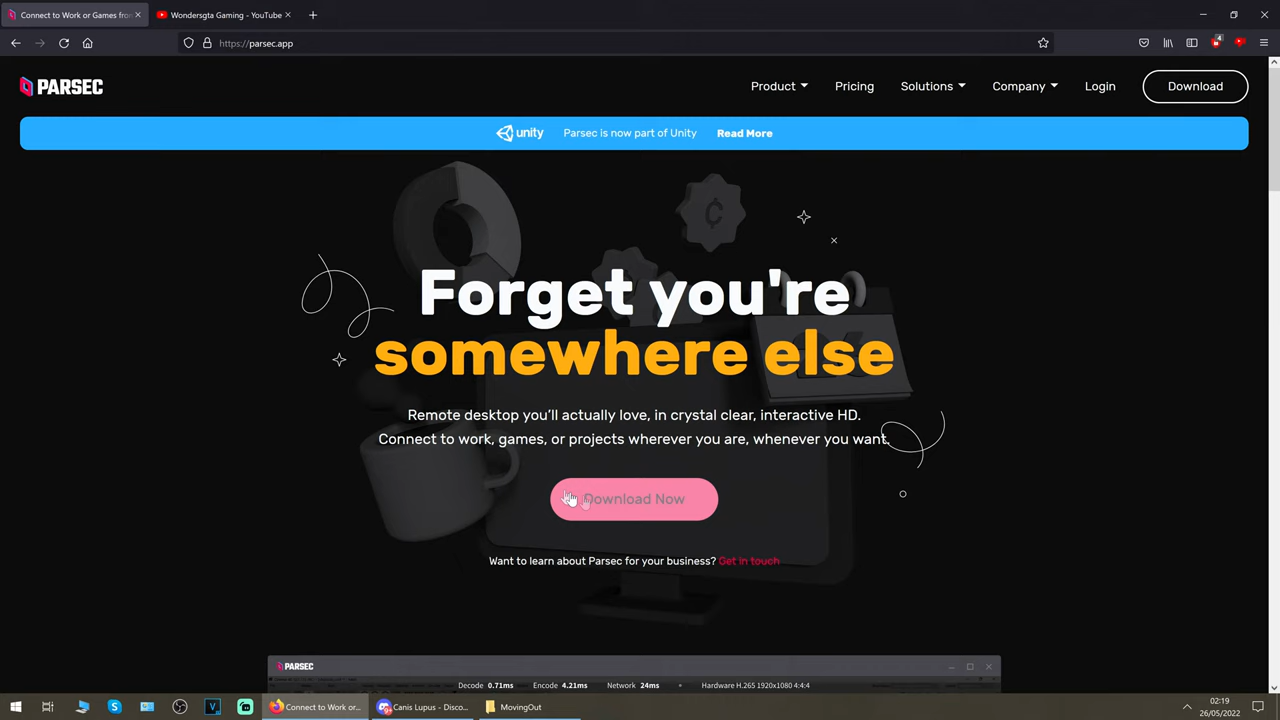 Connect to Work or Games from
Wondersgta Gaming - YouTube
https://parsec.app
4
PARSEC
Product
Pricing
Solutions
Company
Login
Download
unity
Parsec is now part of Unity
Read More
Forget you're
somewhere else
Remote desktop you'll actually love, in crystal clear, interactive HD.
Connect to work, games, or projects wherever you are, whenever you want.
Download Now
Want to learn about Parsec for your business? Get in touch
PARSEC
Decode 0.71ms Encode 4.21ms Network 24ms Hardware H.265 1920x1080 4:4:4
Connect to Work or...
Canis Lupus - Disco...
MovingOut
02:19
26/05/2022